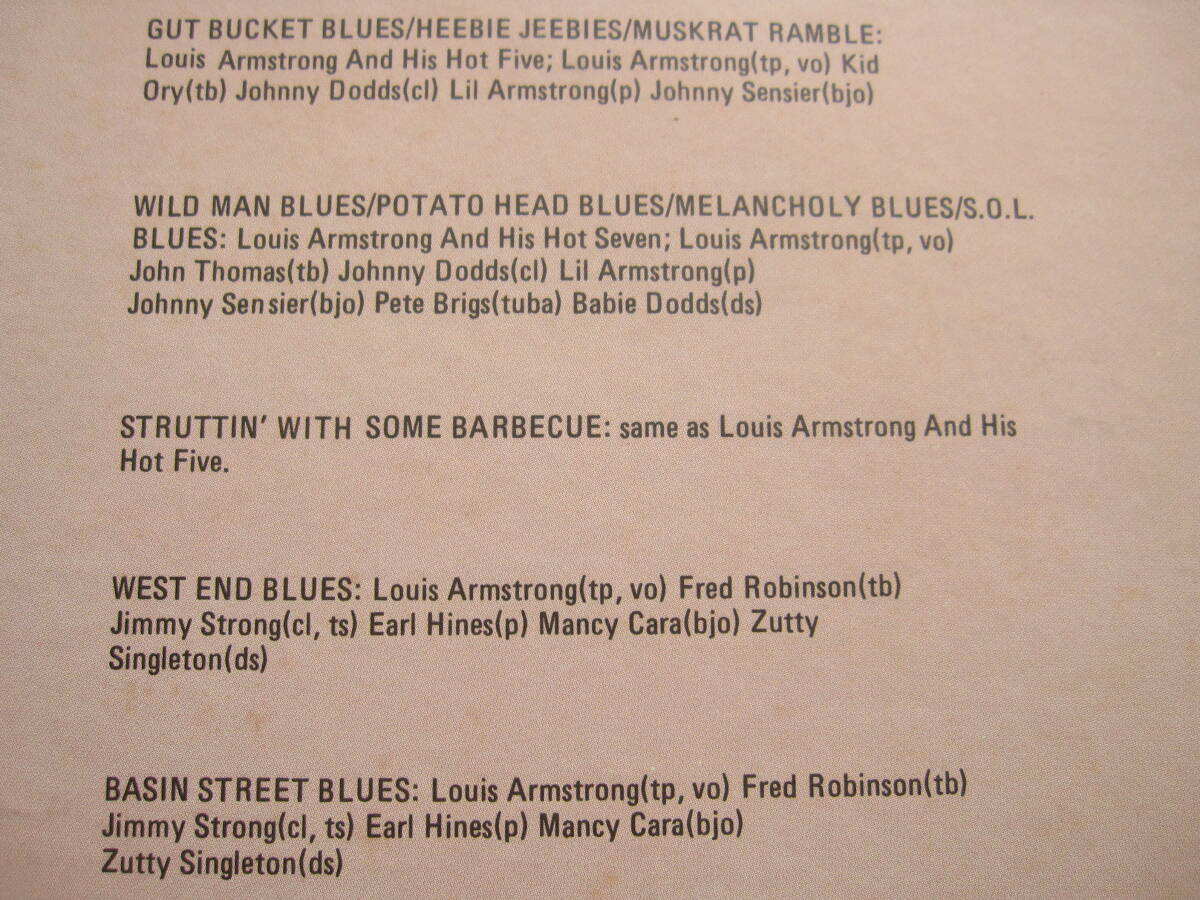 GUT BUCKET BLUES/HEEBIE JEEBIES/MUSKRAT RAMBLE:
Louis Armstrong And His Hot Five; Louis Armstrong(tp, vo) Kid
Ory(tb) Johnny Dodds(cl) Lil Armstrong(p) Johnny Sensier(bjo)
WILD MAN BLUES/POTATO HEAD BLUES/MELANCHOLY BLUES/S.O.L.
BLUES: Louis Armstrong And His Hot Seven; Louis Armstrong(tp, vo)
John Thomas(tb) Johnny Dodds(cl) Lil Armstrong(p)
Johnny Sensier(bjo) Pete Brigs(tuba) Babie Dodds(ds)
STRUTTIN' WITH SOME BARBECUE: same as Louis Armstrong And His
Hot Five.
WEST END BLUES: Louis Armstrong(tp, vo) Fred Robinson(tb)
Jimmy Strong(cl, ts) Earl Hines(p) Mancy Cara(bjo) Zutty
Singleton(ds)
BASIN STREET BLUES: Louis Armstrong(tp, vo) Fred Robinson(tb)
Jimmy Strong(cl, ts) Earl Hines(p) Mancy Cara(bjo)
Zutty Singleton(ds)